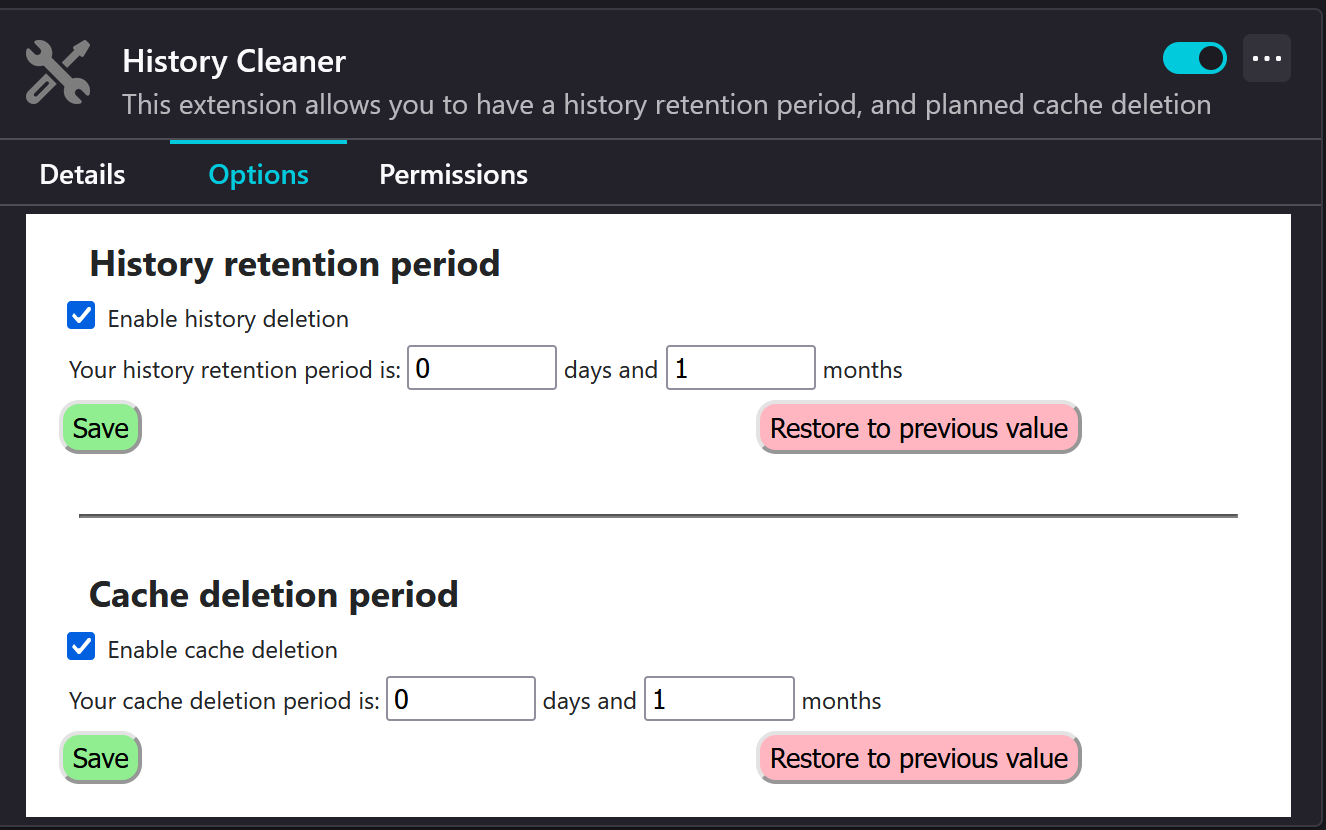 History Cleaner
This extension allows you to have a history retention period, and planned cache deletion
Details Options Permissions
History retention period
Enable history deletion
Your history retention period is: 0 days and 1 months
Save Restore to previous value
Cache deletion period
Enable cache deletion
Your cache deletion period is: 0 days and 1 months
Save Restore to previous value